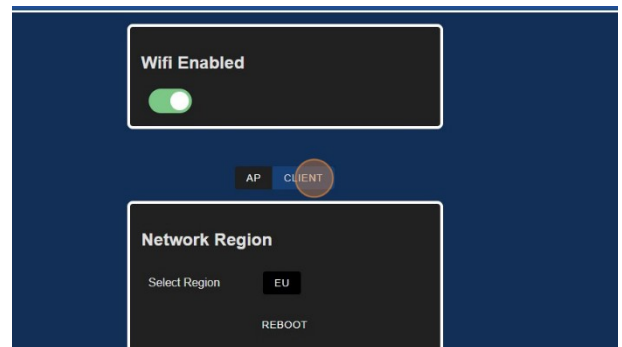 Wifi Enabled
AP CLIENT
Network Region
Select Region EU
REBOOT